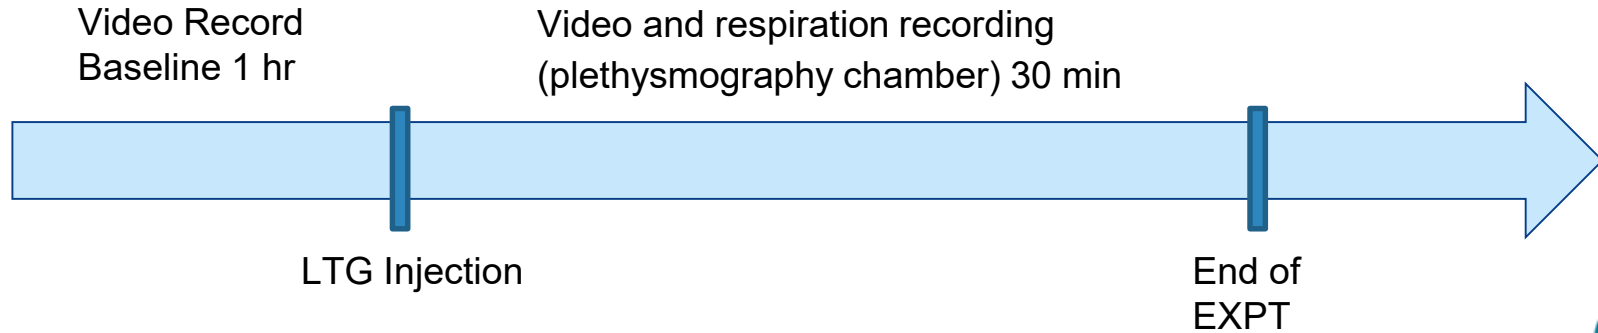 Video Record
Baseline 1 hr
Video and respiration recording
(plethysmography chamber) 30 min
LTG Injection
End of
EXPT